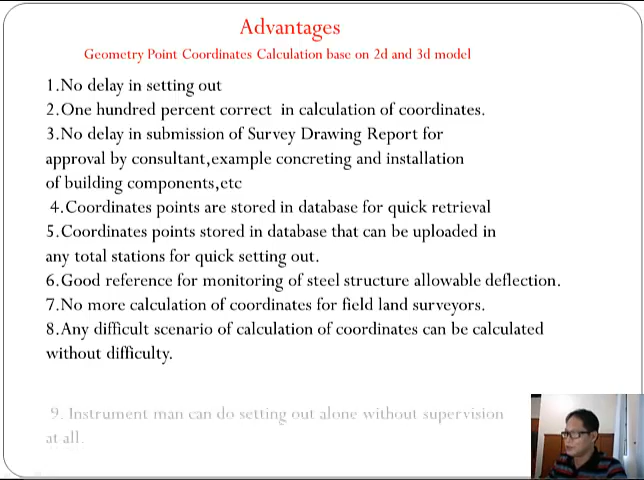 Advantages
Geometry Point Coordinates Calculation base on 2d and 3d model
1.No delay in setting out
2.One hundred percent correct in calculation of coordinates.
3.No delay in submission of Survey Drawing Report for
approval by consultant,example concreting and installation
of building components,etc
4.Coordinates points are stored in database for quick retrieval
5.Coordinates points stored in database that can be uploaded in
any total stations for quick setting out.
6.Good reference for monitoring of steel structure allowable deflection.
7.No more calculation of coordinates for field land surveyors.
8.Any difficult scenario of calculation of coordinates can be calculated
without difficulty.
9. Instrument man can do setting out alone without supervision
at all.